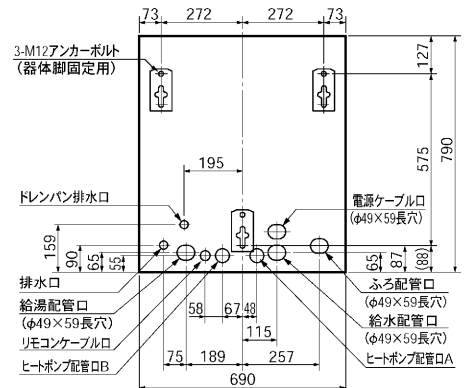 73
272
272
73
3-M12アンカーボルト
(器体脚固定用)
127
575
790
195
ドレンパン排水口
電源ケーブル口
(φ49×59長穴)
159
90
65
55
65
87
(88)
排水口
給湯配管口
(φ49×59長穴)
リモコンケーブル口
ヒートポンプ配管口B
58
67
48
115
ふろ配管口
(φ49×59長穴)
給水配管口
(φ49×59長穴)
ヒートポンプ配管口A
75
189
257
690